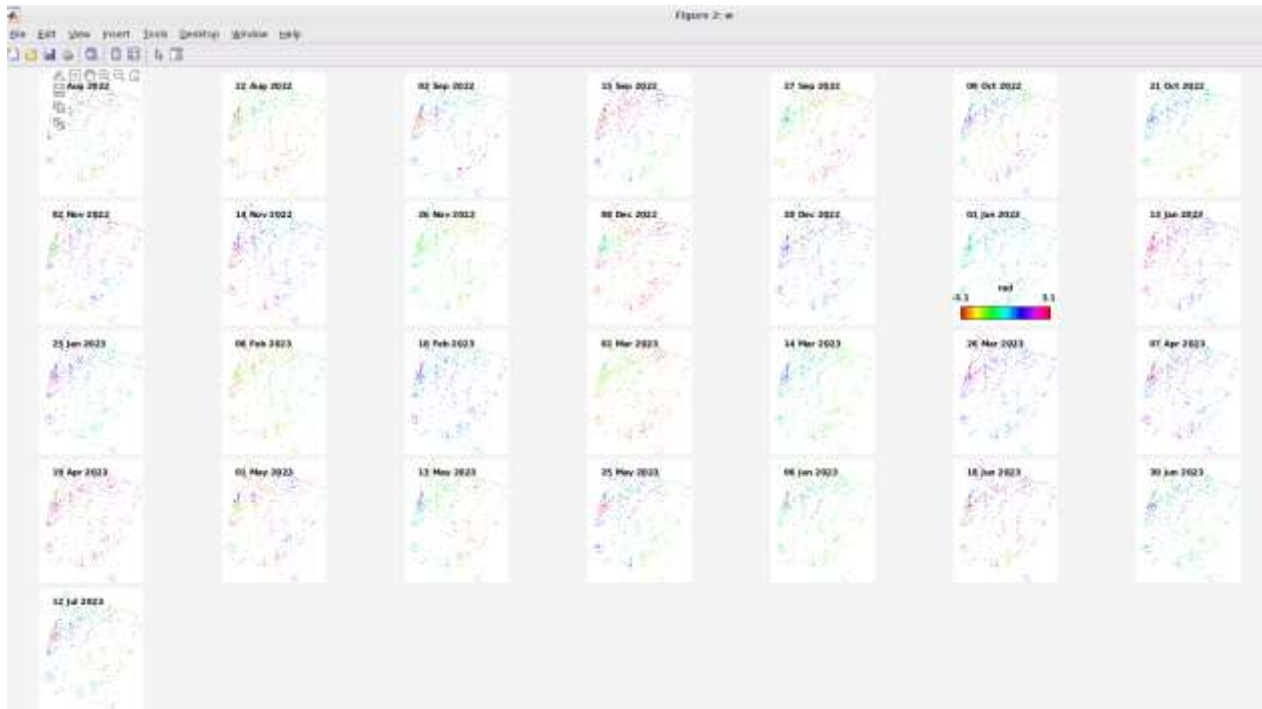 Figure 2: w
File Edit View Insert Tools Desktop Window Help
Aug 2022 22 Aug 2022 03 Sep 2022 15 Sep 2022 27 Sep 2022 09 Oct 2022 21 Oct 2022
02 Nov 2022 14 Nov 2022 26 Nov 2022 08 Dec 2022 20 Dec 2022 01 Jan 2023 13 Jan 2023
rad
-3.1 3.1
25 Jan 2023 06 Feb 2023 18 Feb 2023 02 Mar 2023 14 Mar 2023 26 Mar 2023 07 Apr 2023
19 Apr 2023 01 May 2023 13 May 2023 25 May 2023 06 Jun 2023 18 Jun 2023 30 Jun 2023
12 Jul 2023